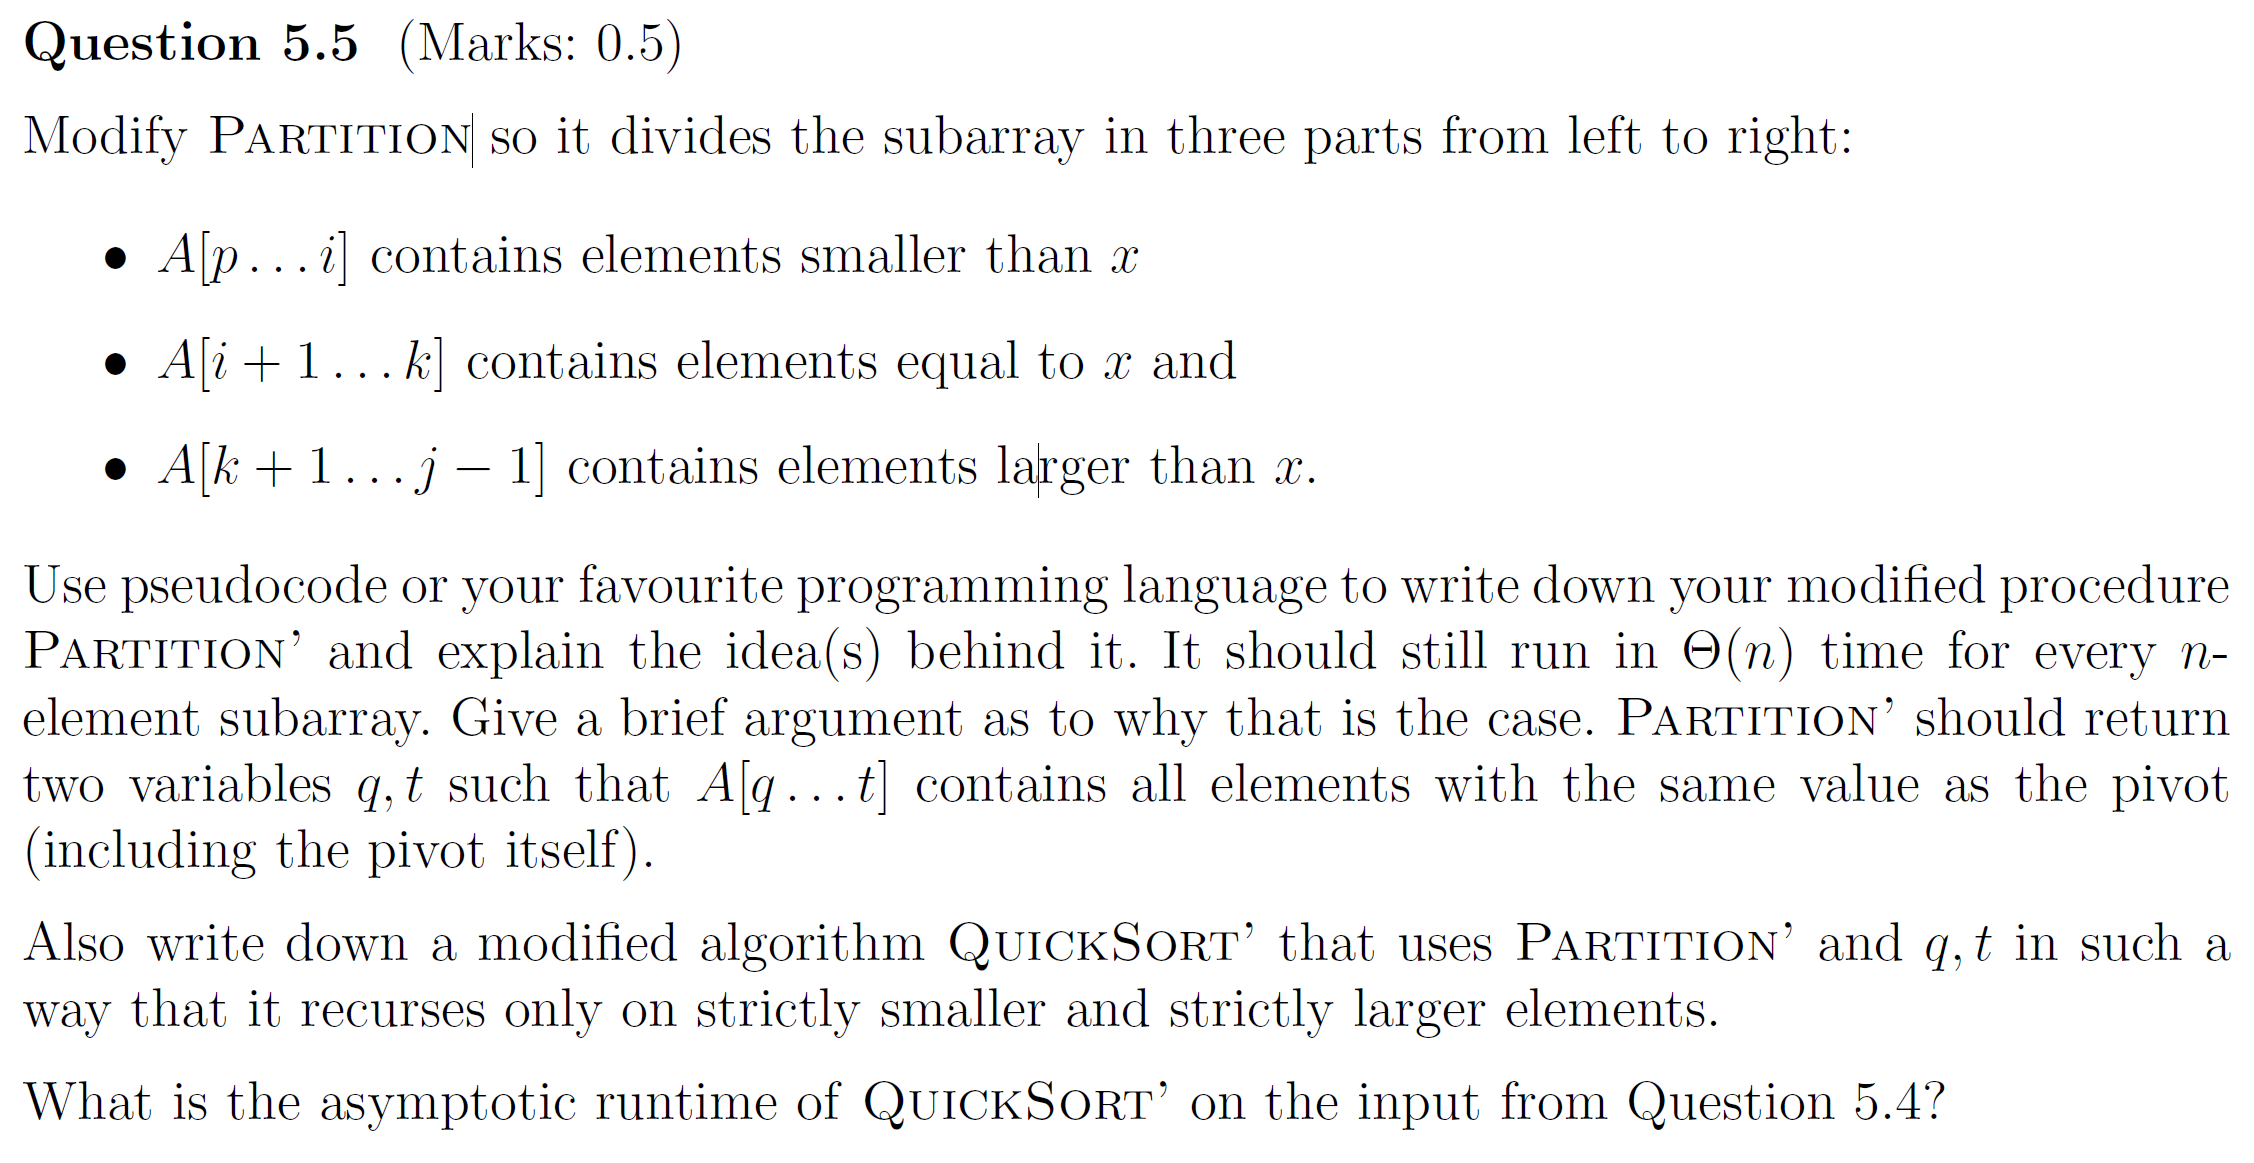 Question 5.5 (Marks: 0.5)
Modify PARTITION so it divides the subarray in three parts from left to right:
• A[p . . . i] contains elements smaller than x
• A[i + 1 . . . k] contains elements equal to x and
• A[k + 1 . . . j − 1] contains elements larger than x.
Use pseudocode or your favourite programming language to write down your modified procedure
PARTITION’ and explain the idea(s) behind it. It should still run in Θ(n) time for every n-
element subarray. Give a brief argument as to why that is the case. PARTITION’ should return
two variables q, t such that A[q . . . t] contains all elements with the same value as the pivot
(including the pivot itself).
Also write down a modified algorithm QUICKSORT’ that uses PARTITION’ and q, t in such a
way that it recurses only on strictly smaller and strictly larger elements.
What is the asymptotic runtime of QUICKSORT’ on the input from Question 5.4?